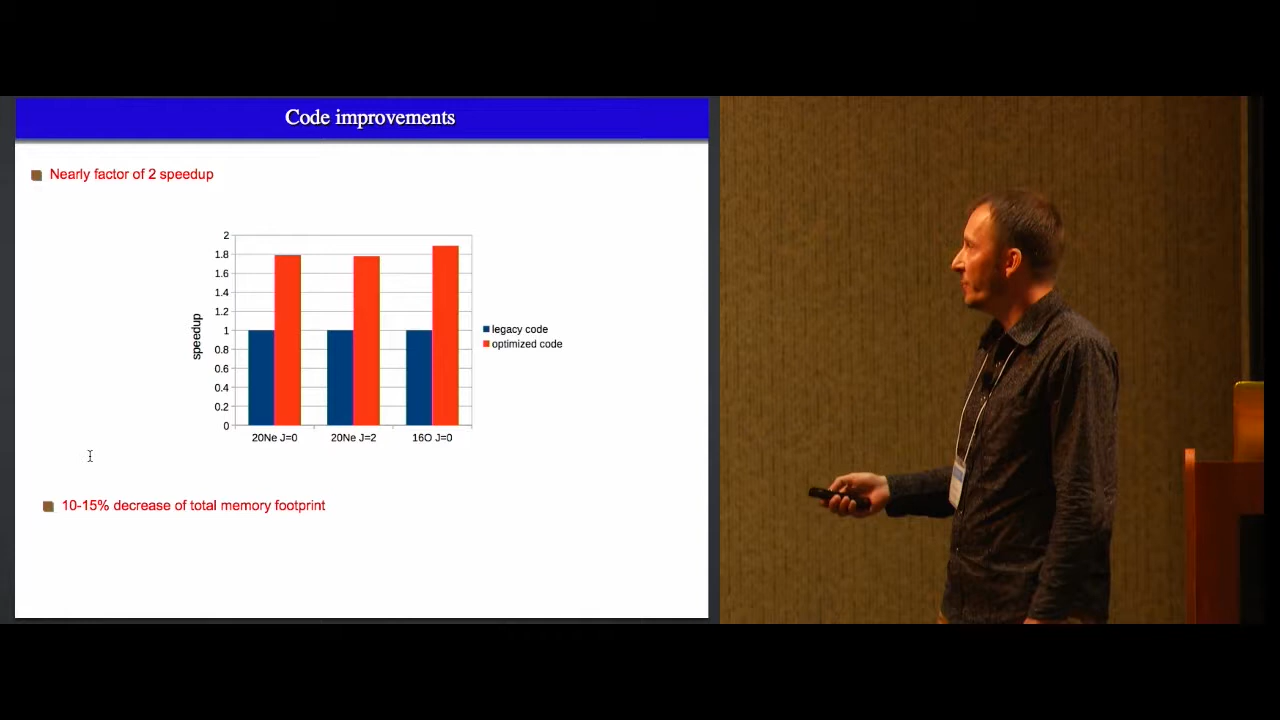 Code improvements
Nearly factor of 2 speedup
2
1.8
1.6
1.4
1.2
1
0.8
0.6
0.4
0.2
0
speedup
20Ne J=0
20Ne J=2
16O J=0
legacy code
optimized code
10-15% decrease of total memory footprint